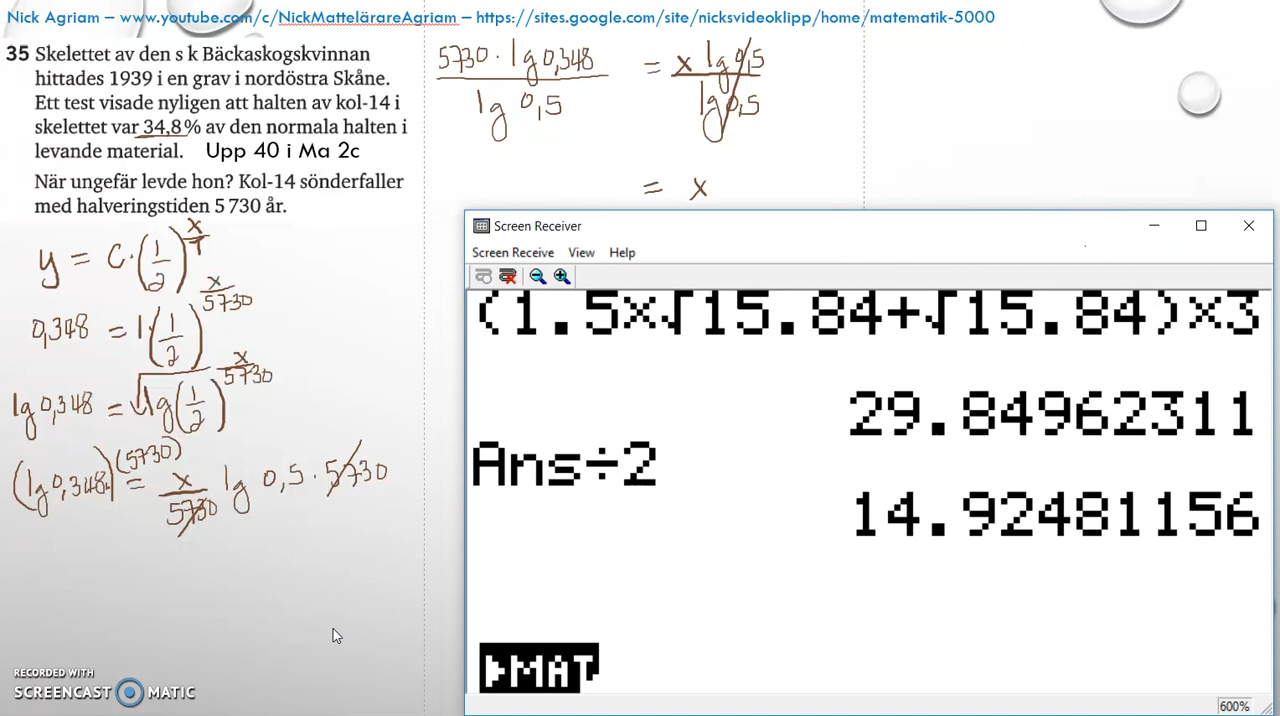 Nick Agriam – www.youtube.com/c/NickMattelärareAgriam – https://sites.google.com/site/nicksvideoklipp/home/matematik-5000
35 Skelettet av den s k Bäckaskogskvinnan
hittades 1939 i en grav i nordöstra Skåne.
Ett test visade nyligen att halten av kol-14 i
skelettet var 34,8% av den normala halten i
levande material. Upp 40 i Ma 2c
När ungefär levde hon? Kol-14 sönderfaller
med halveringstiden 5 730 år.
y = C·(1/2)^(x/T)
0,348 = 1·(1/2)^(x/5730)
lg 0,348 = lg(1/2)^(x/5730)
(lg 0,348)(5730) = x/5730 lg 0,5 · 5730
5730 · lg 0,348 / lg 0,5 = x lg 0,5 / lg 0,5
= x
Screen Receiver
Screen Receiver View Help
(1.5×√15.84+√15.84)×3
29.84962311
Ans÷2
14.92481156
▶MAT
600%
RECORDED WITH
SCREENCAST MATIC